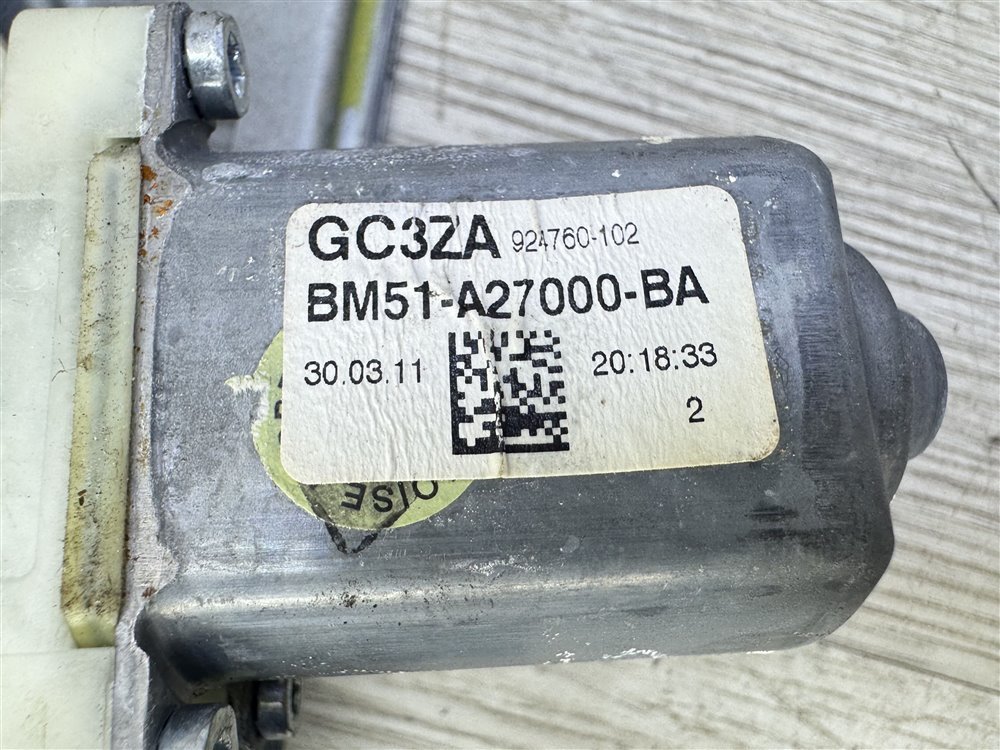 GC3ZA 924760-102
BM51-A27000-BA
30.03.11 20:18:33
2